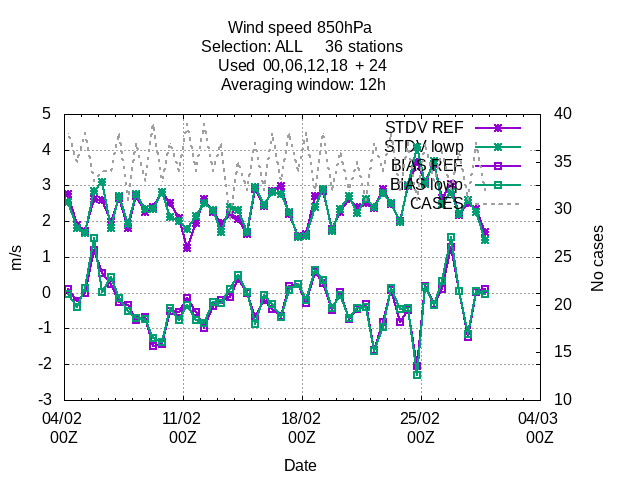 Wind speed 850hPa
Selection: ALL 36 stations
Used 00,06,12,18 + 24
Averaging window: 12h
5
4
3
2
1
0
-1
-2
-3
m/s
40
35
30
25
20
15
10
No cases
STDV REF
STDV lowp
BIAS REF
BIAS lowp
CASES
04/02 11/02 18/02 25/02 04/03
00Z 00Z 00Z 00Z 00Z
Date